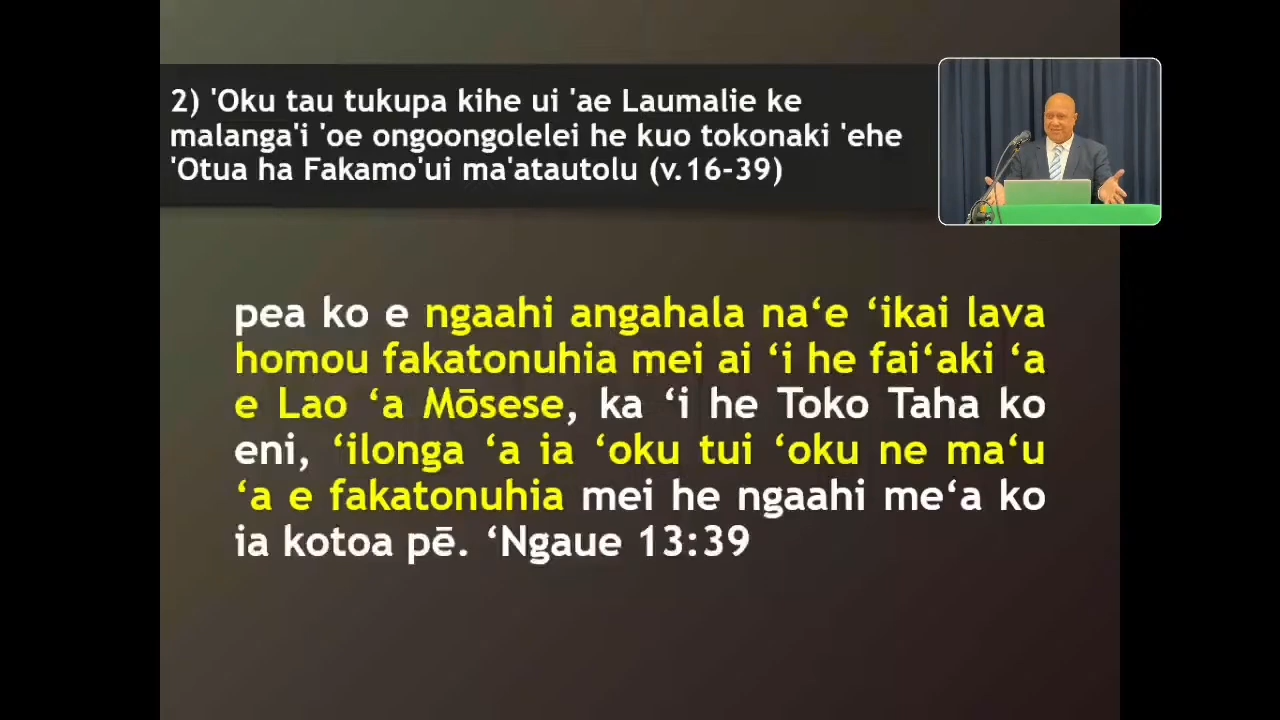 2) 'Oku tau tukupa kihe ui 'ae Laumalie ke
malanga'i 'oe ongoongolelei he kuo tokonaki 'ehe
'Otua ha Fakamo'ui ma'atautolu (v.16-39)
pea ko e ngaahi angahala na‘e ‘ikai lava
homou fakatonuhia mei ai ‘i he fai‘aki ‘a
e Lao ‘a Mōsese, ka ‘i he Toko Taha ko
eni, ‘ilonga ‘a ia ‘oku tui ‘oku ne ma‘u
‘a e fakatonuhia mei he ngaahi me‘a ko
ia kotoa pē. ‘Ngaue 13:39